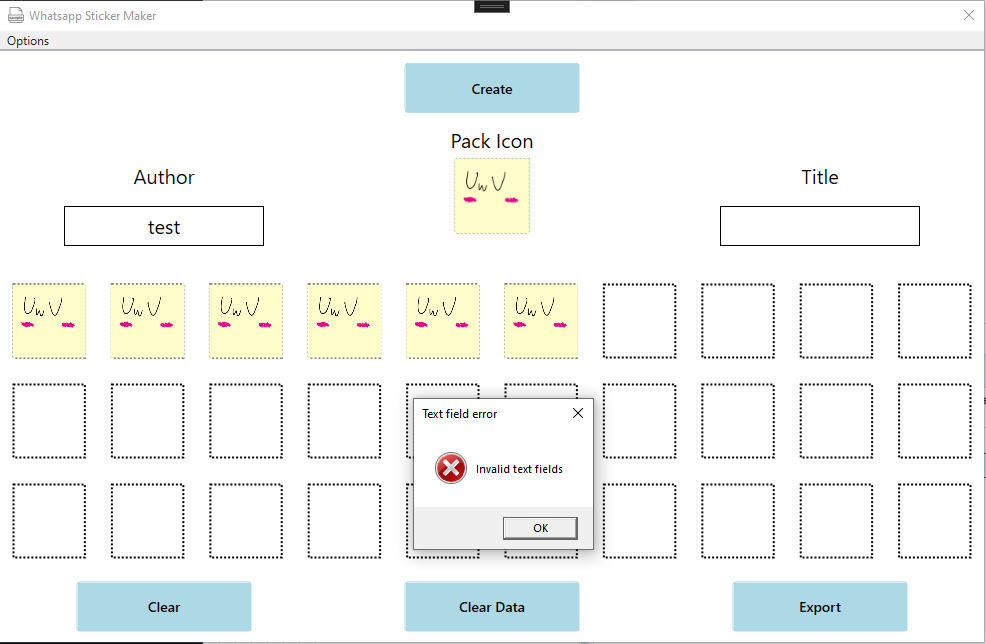 Whatsapp Sticker Maker
Options
Create
Pack Icon
Author
Title
UwU
test
UwU UwU UwU UwU UwU UwU
Text field error
Invalid text fields
OK
Clear
Clear Data
Export